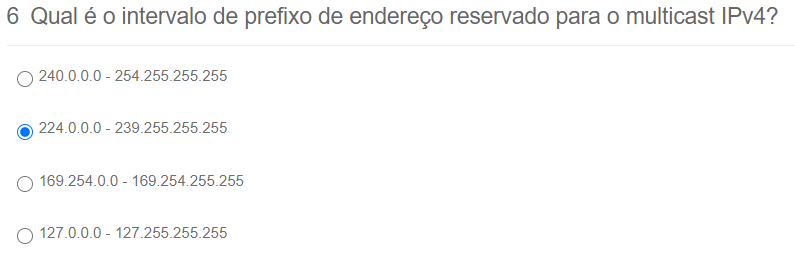 6 Qual é o intervalo de prefixo de endereço reservado para o multicast IPv4?
240.0.0.0 - 254.255.255.255
224.0.0.0 - 239.255.255.255
169.254.0.0 - 169.254.255.255
127.0.0.0 - 127.255.255.255